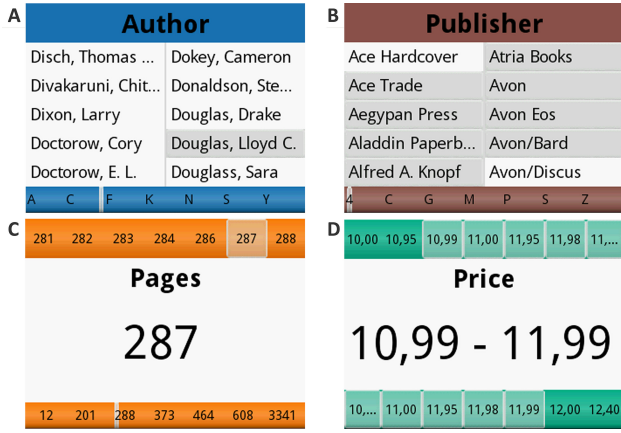 A
Author
Disch, Thomas ...
Dokey, Cameron
Divakaruni, Chit...
Donaldson, Ste...
Dixon, Larry
Douglas, Drake
Doctorow, Cory
Douglas, Lloyd C.
Doctorow, E. L.
Douglass, Sara
A C F K N S Y
B
Publisher
Ace Hardcover
Atria Books
Ace Trade
Avon
Aegypan Press
Avon Eos
Aladdin Paperb...
Avon/Bard
Alfred A. Knopf
Avon/Discus
4 C G M P S Z
C
281 282 283 284 286 287 288
Pages
287
12 201 288 373 464 608 3341
D
10,00 10,95 10,99 11,00 11,95 11,98 11,...
Price
10,99 - 11,99
10,... 11,00 11,95 11,98 11,99 12,00 12,40